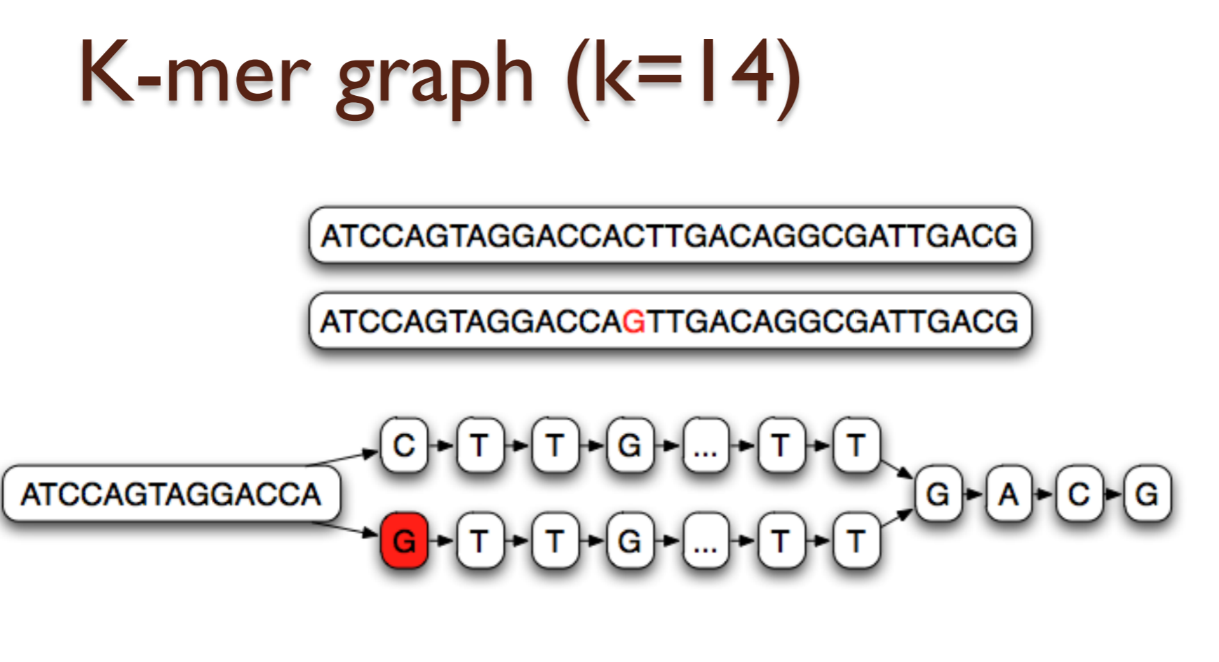 K-mer graph (k=14)
ATCCAGTAGGACCACTTGACAGGCGATTGACG
ATCCAGTAGGACCAGTTGACAGGCGATTGACG
C T T G ... T T
ATCCAGTAGGACCA G A C G
G T T G ... T T